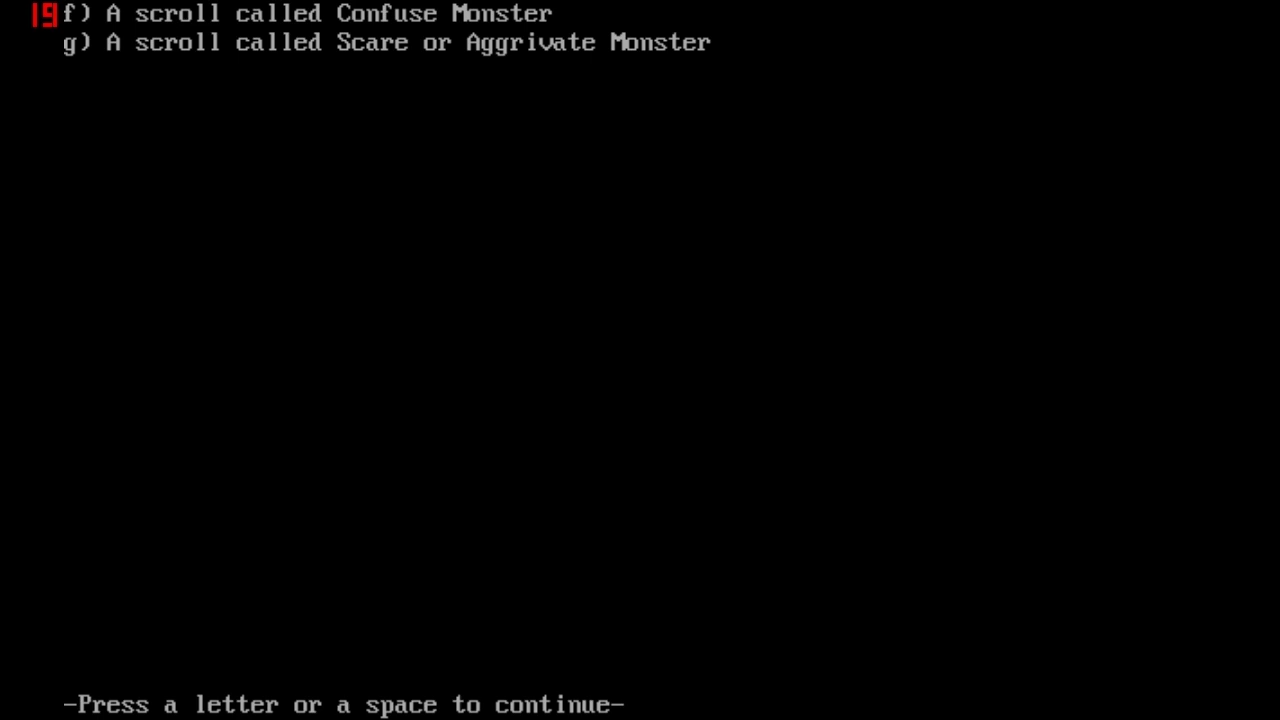 19f) A scroll called Confuse Monster
g) A scroll called Scare or Aggrivate Monster
-Press a letter or a space to continue-